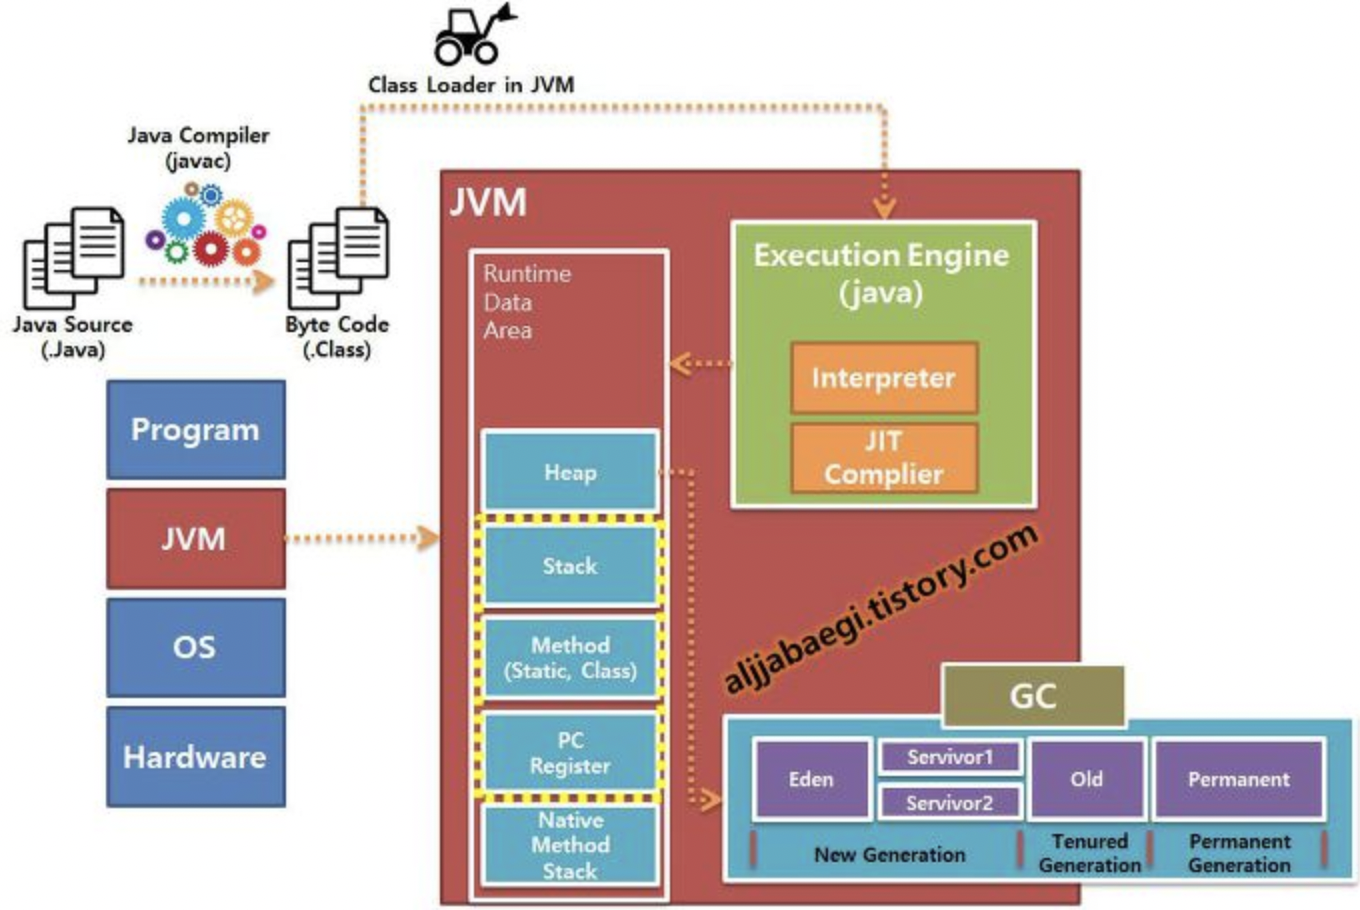 Class Loader in JVM
Java Compiler
(javac)
Java Source
(.Java)
Byte Code
(.Class)
Program
JVM
OS
Hardware
JVM
Runtime
Data
Area
Heap
Stack
Method
(Static, Class)
PC
Register
Native
Method
Stack
Execution Engine
(java)
Interpreter
JIT
Complier
aljjabaegi.tistory.com
GC
Eden
Servivor1
Servivor2
Old
Permanent
New Generation
Tenured
Generation
Permanent
Generation